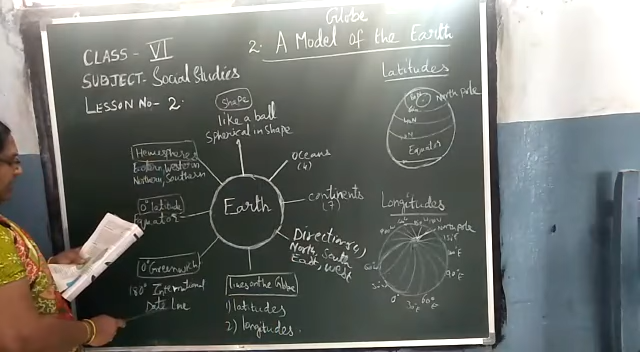 CLASS - VI
SUBJECT- Social Studies
LESSON NO- 2.
Globe
2. A Model of the Earth
Shape
like a ball
spherical in shape
Oceans
(4)
continents
(7)
Directions
North, South
East, West
Lines on the Globe
1) latitudes
2) longitudes.
0° Greenwich
180° International
Date Line
0° latitude
Equator
Hemispheres
Eastern, Western
Northern, Southern
Earth
Latitudes
North pole
Equator
Longitudes
North pole
0°